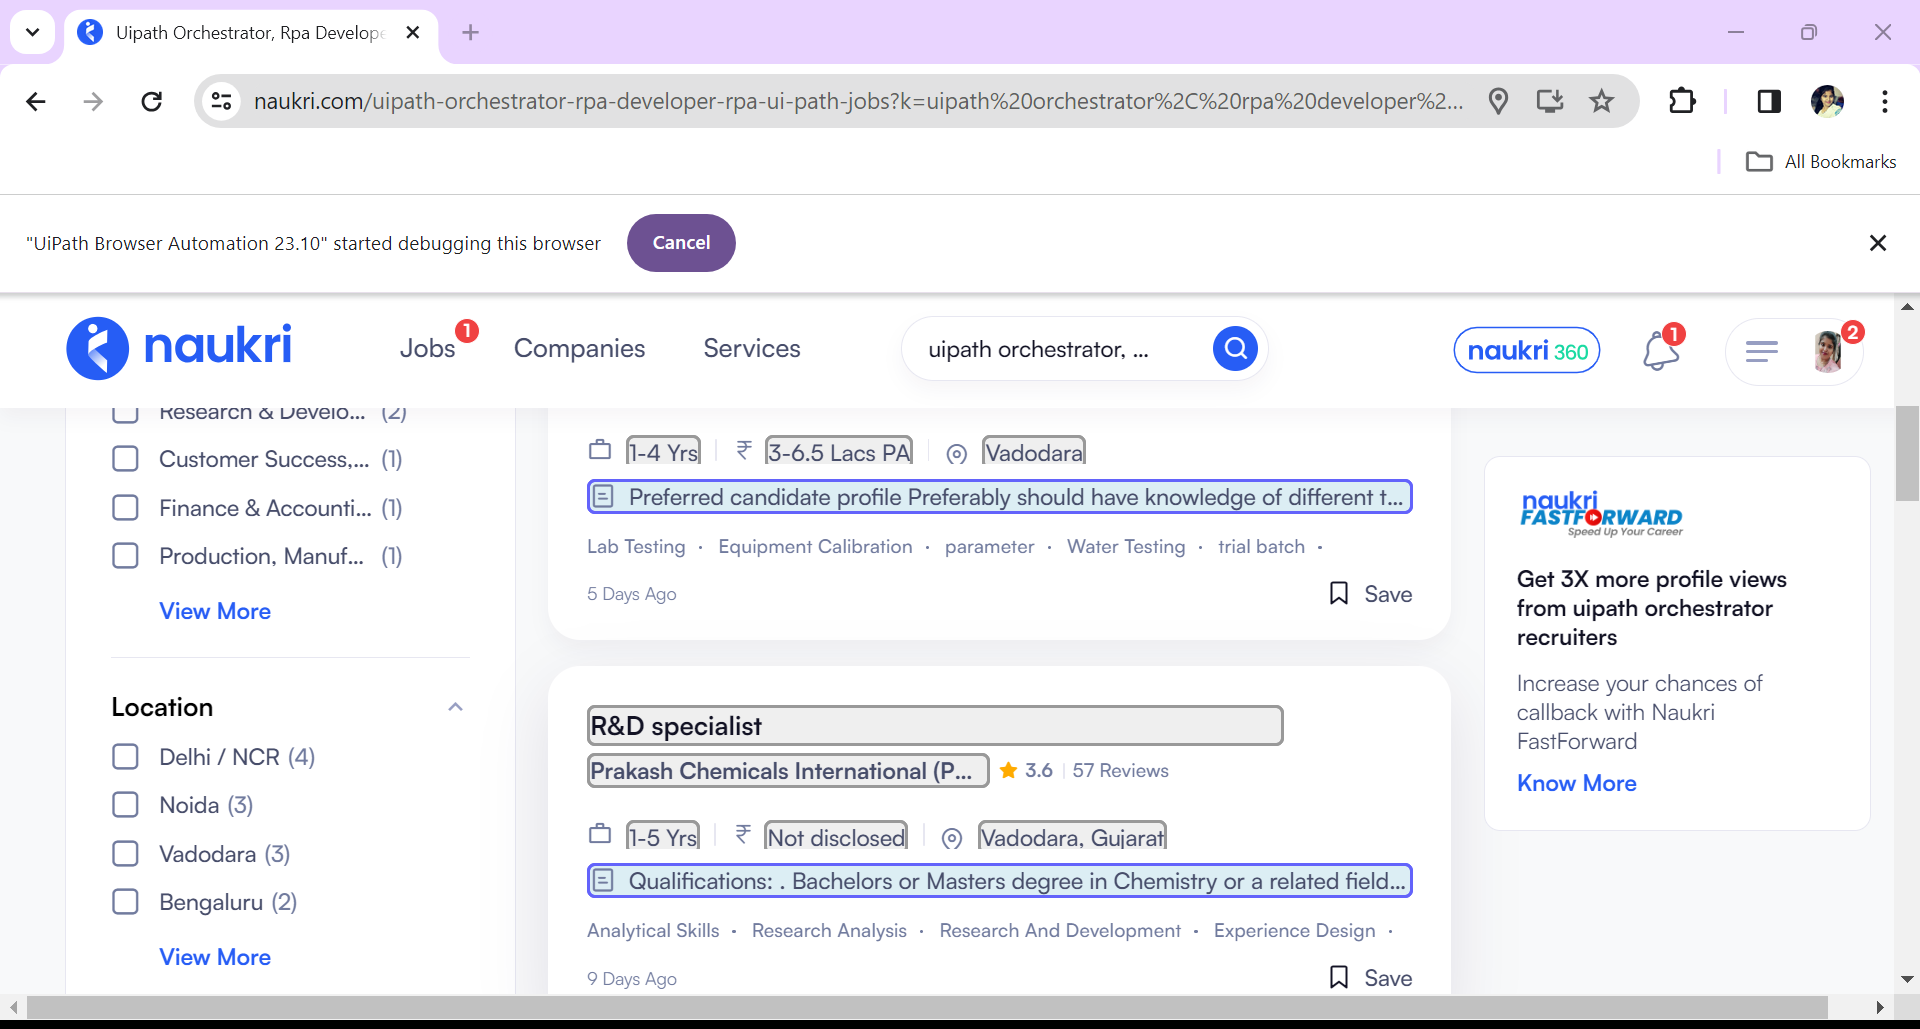 Uipath Orchestrator, Rpa Develope
naukri.com/uipath-orchestrator-rpa-developer-rpa-ui-path-jobs?k=uipath%20orchestrator%2C%20rpa%20developer%2...
All Bookmarks
"UiPath Browser Automation 23.10" started debugging this browser
Cancel
naukri
Jobs
1
Companies
Services
uipath orchestrator, ...
naukri 360
1
2
Research & Develo... (2)
Customer Success,... (1)
Finance & Accounti... (1)
Production, Manuf... (1)
View More
Location
Delhi / NCR (4)
Noida (3)
Vadodara (3)
Bengaluru (2)
View More
1-4 Yrs
₹ 3-6.5 Lacs PA
Vadodara
Preferred candidate profile Preferably should have knowledge of different t...
Lab Testing · Equipment Calibration · parameter · Water Testing · trial batch ·
5 Days Ago
Save
R&D specialist
Prakash Chemicals International (P...
3.6 | 57 Reviews
1-5 Yrs
₹ Not disclosed
Vadodara, Gujarat
Qualifications: . Bachelors or Masters degree in Chemistry or a related field...
Analytical Skills · Research Analysis · Research And Development · Experience Design ·
9 Days Ago
Save
naukri
FASTFORWARD
Speed Up Your Career
Get 3X more profile views
from uipath orchestrator
recruiters
Increase your chances of
callback with Naukri
FastForward
Know More